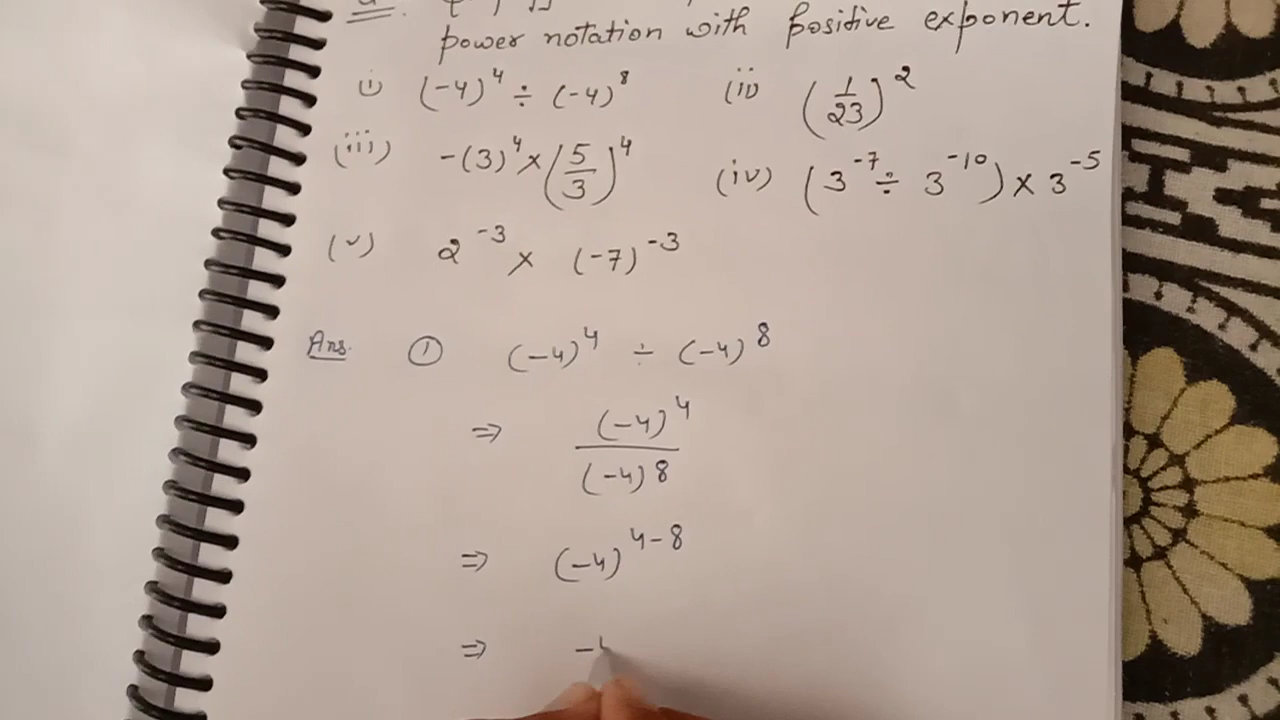 power notation with positive exponent.
(i) (-4)⁴ ÷ (-4)⁸ (ii) (1/23)²
(iii) -(3)⁴ × (5/3)⁴ (iv) (3⁻⁷ ÷ 3⁻¹⁰) × 3⁻⁵
(v) 2⁻³ × (-7)⁻³
Ans. ① (-4)⁴ ÷ (-4)⁸
⇒ (-4)⁴
(-4)⁸
⇒ (-4)⁴⁻⁸
⇒ -4